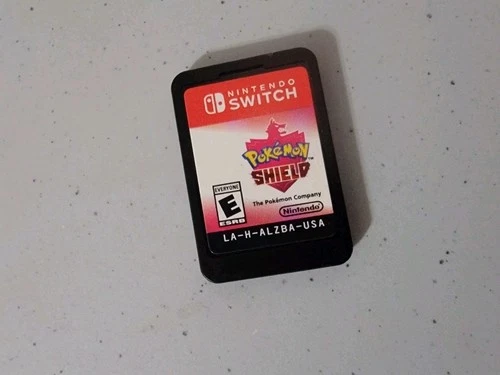 NINTENDO
SWITCH
POKéMON
SHIELD
The Pokémon Company
Nintendo
EVERYONE
E
ESRB
LA-H-ALZBA-USA